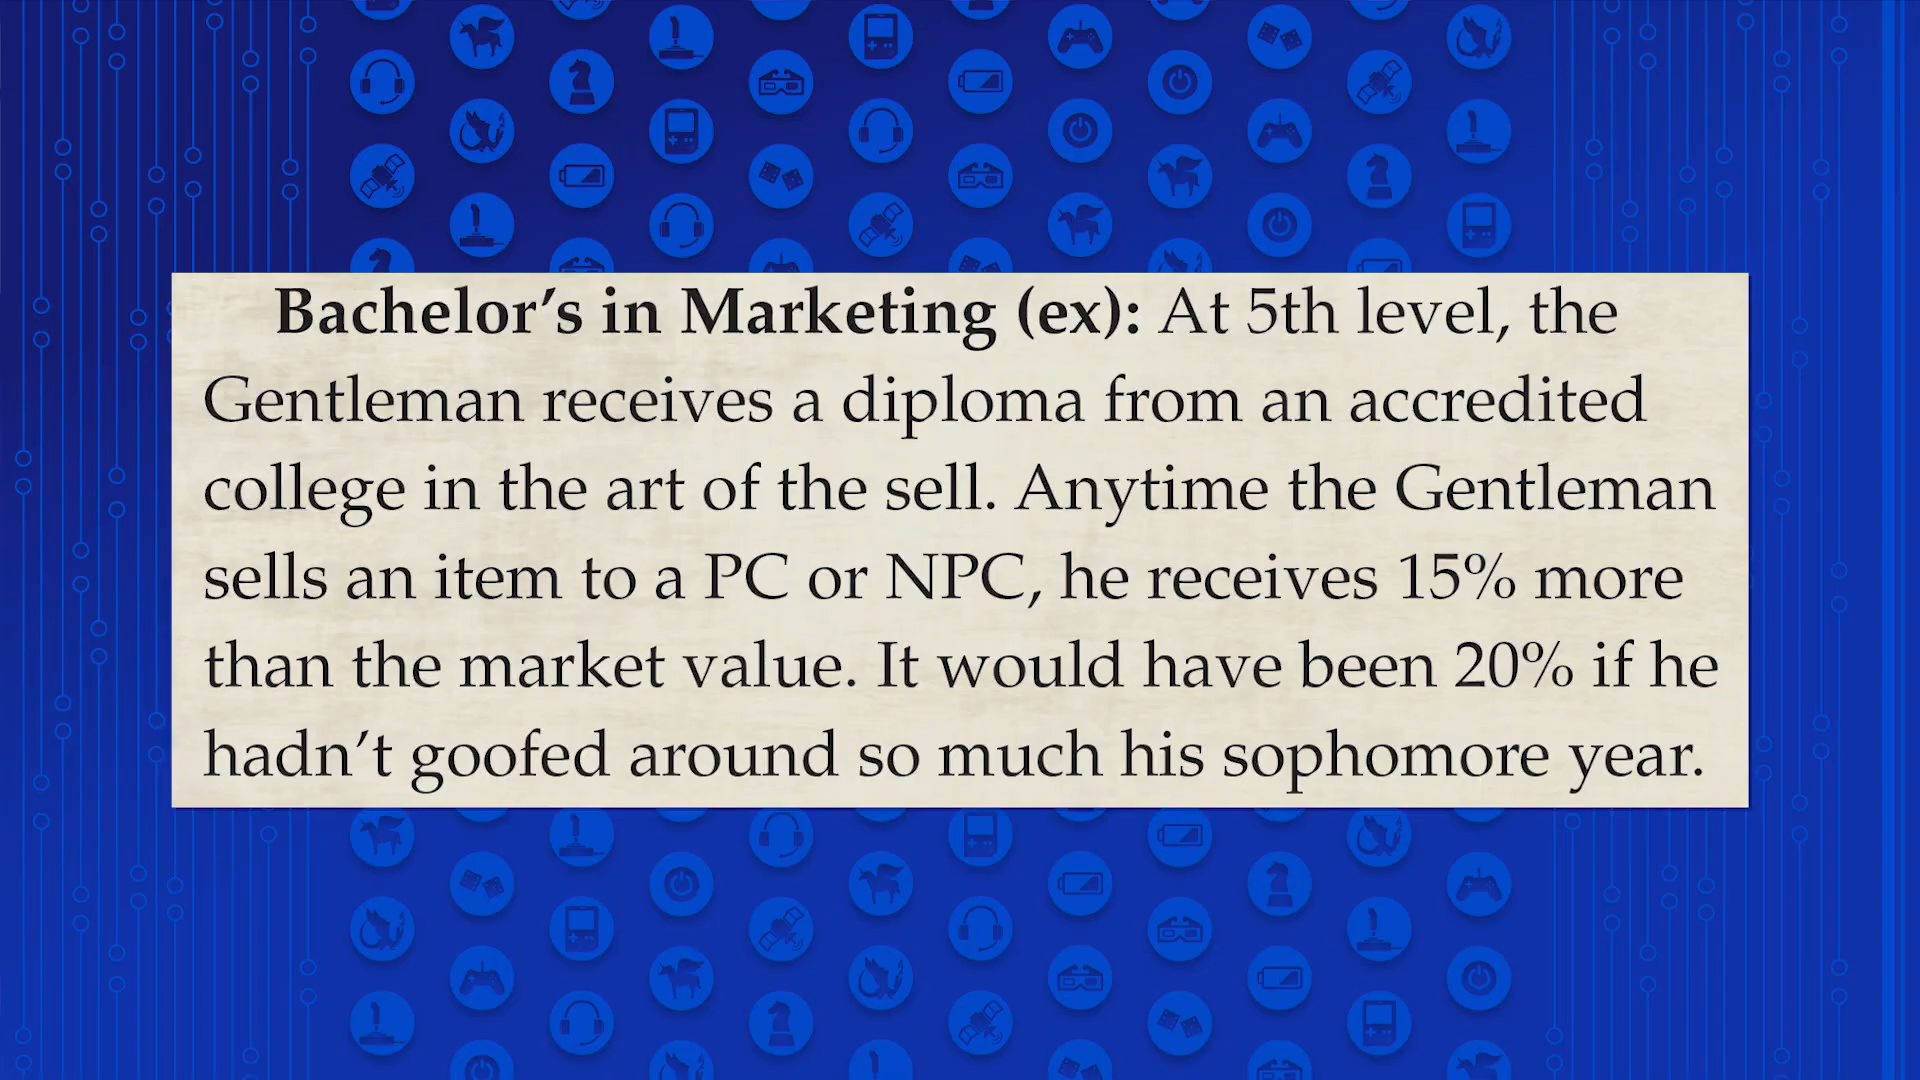 Bachelor’s in Marketing (ex): At 5th level, the
Gentleman receives a diploma from an accredited
college in the art of the sell. Anytime the Gentleman
sells an item to a PC or NPC, he receives 15% more
than the market value. It would have been 20% if he
hadn’t goofed around so much his sophomore year.